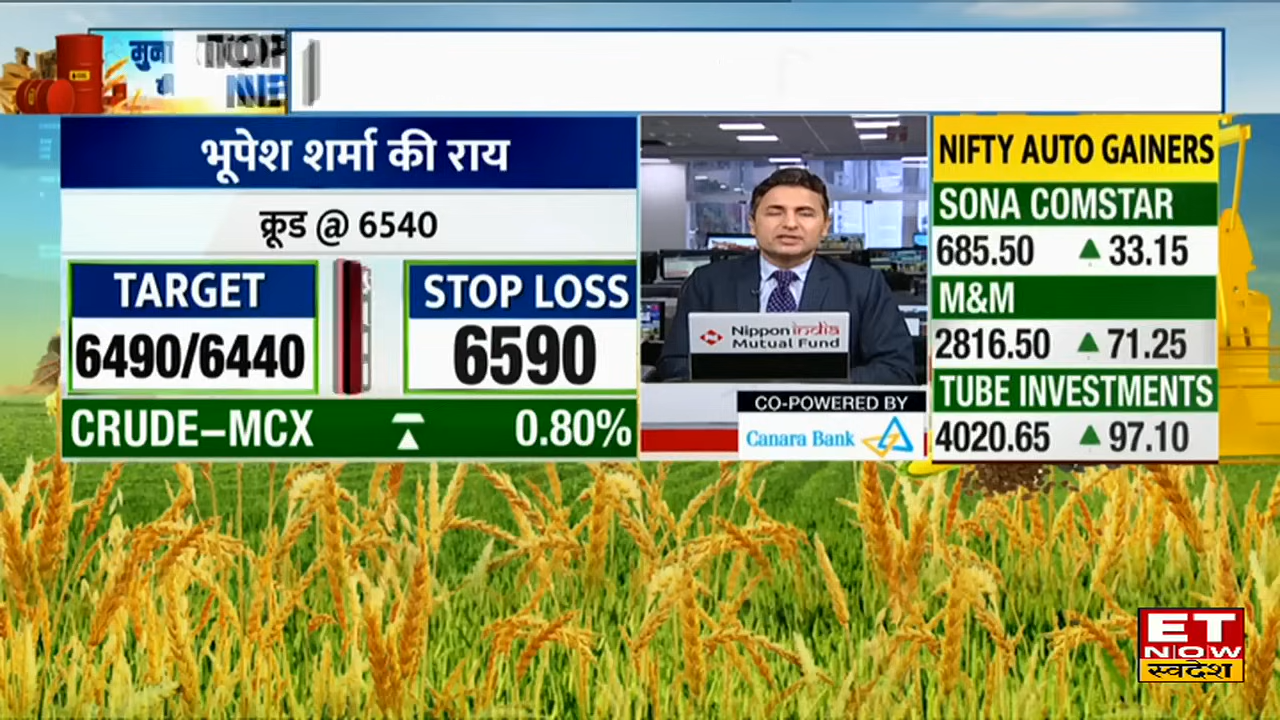 भूपेश शर्मा की राय
क्रूड @ 6540
TARGET
6490/6440
STOP LOSS
6590
CRUDE–MCX 0.80%
Nippon india
Mutual Fund
CO-POWERED BY
Canara Bank
NIFTY AUTO GAINERS
SONA COMSTAR
685.50 ▲ 33.15
M&M
2816.50 ▲ 71.25
TUBE INVESTMENTS
4020.65 ▲ 97.10
ET
NOW
स्वदेश